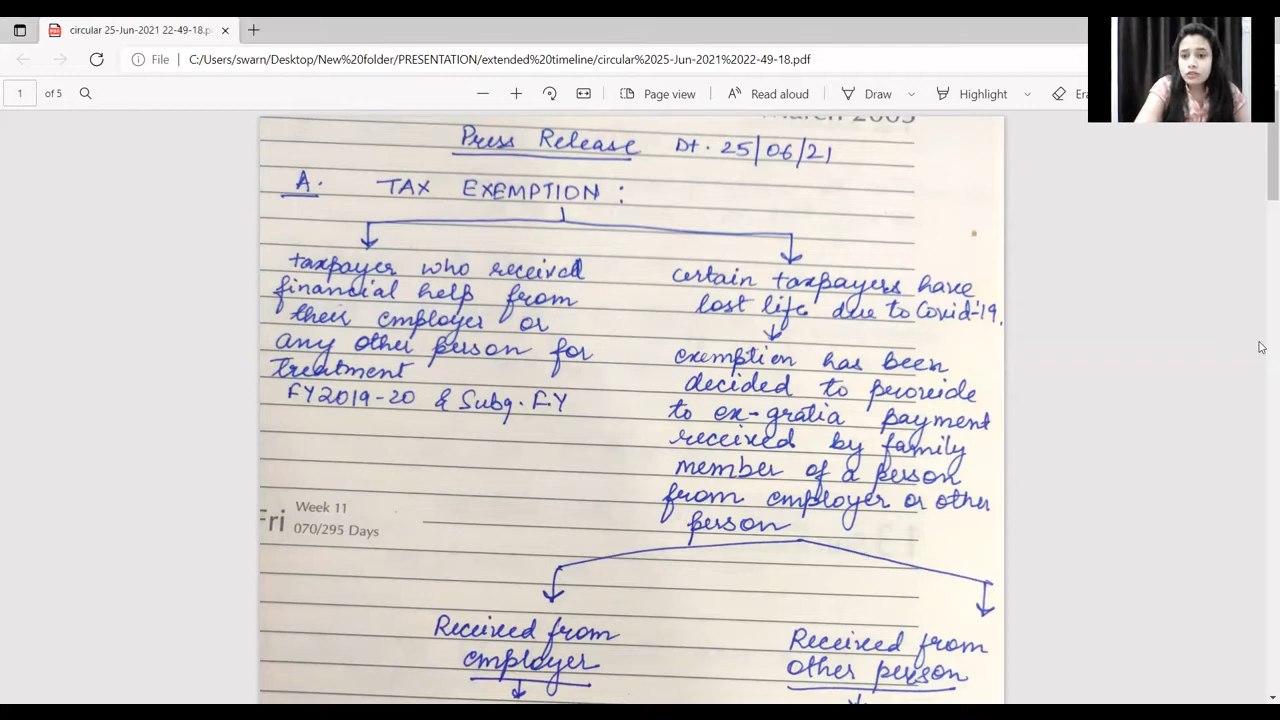 circular 25-Jun-2021 22-49-18.p
File C:/Users/swarn/Desktop/New%20folder/PRESENTATION/extended%20timeline/circular%2025-Jun-2021%2022-49-18.pdf
1 of 5 Page view Read aloud Draw Highlight Era
March 2005
Press Release Dt. 25/06/21
A. TAX EXEMPTION :
taxpayer who received
financial help from
their employer or
any other person for
treatment
FY2019-20 & Subq. F.Y
certain taxpayers have
lost life due to Covid'19.
exemption has been
decided to peroveide
to ex-gratia payment
received by family
member of a person
from employer or other
person
Fri Week 11
070/295 Days
Received from
employer
Received from
other person